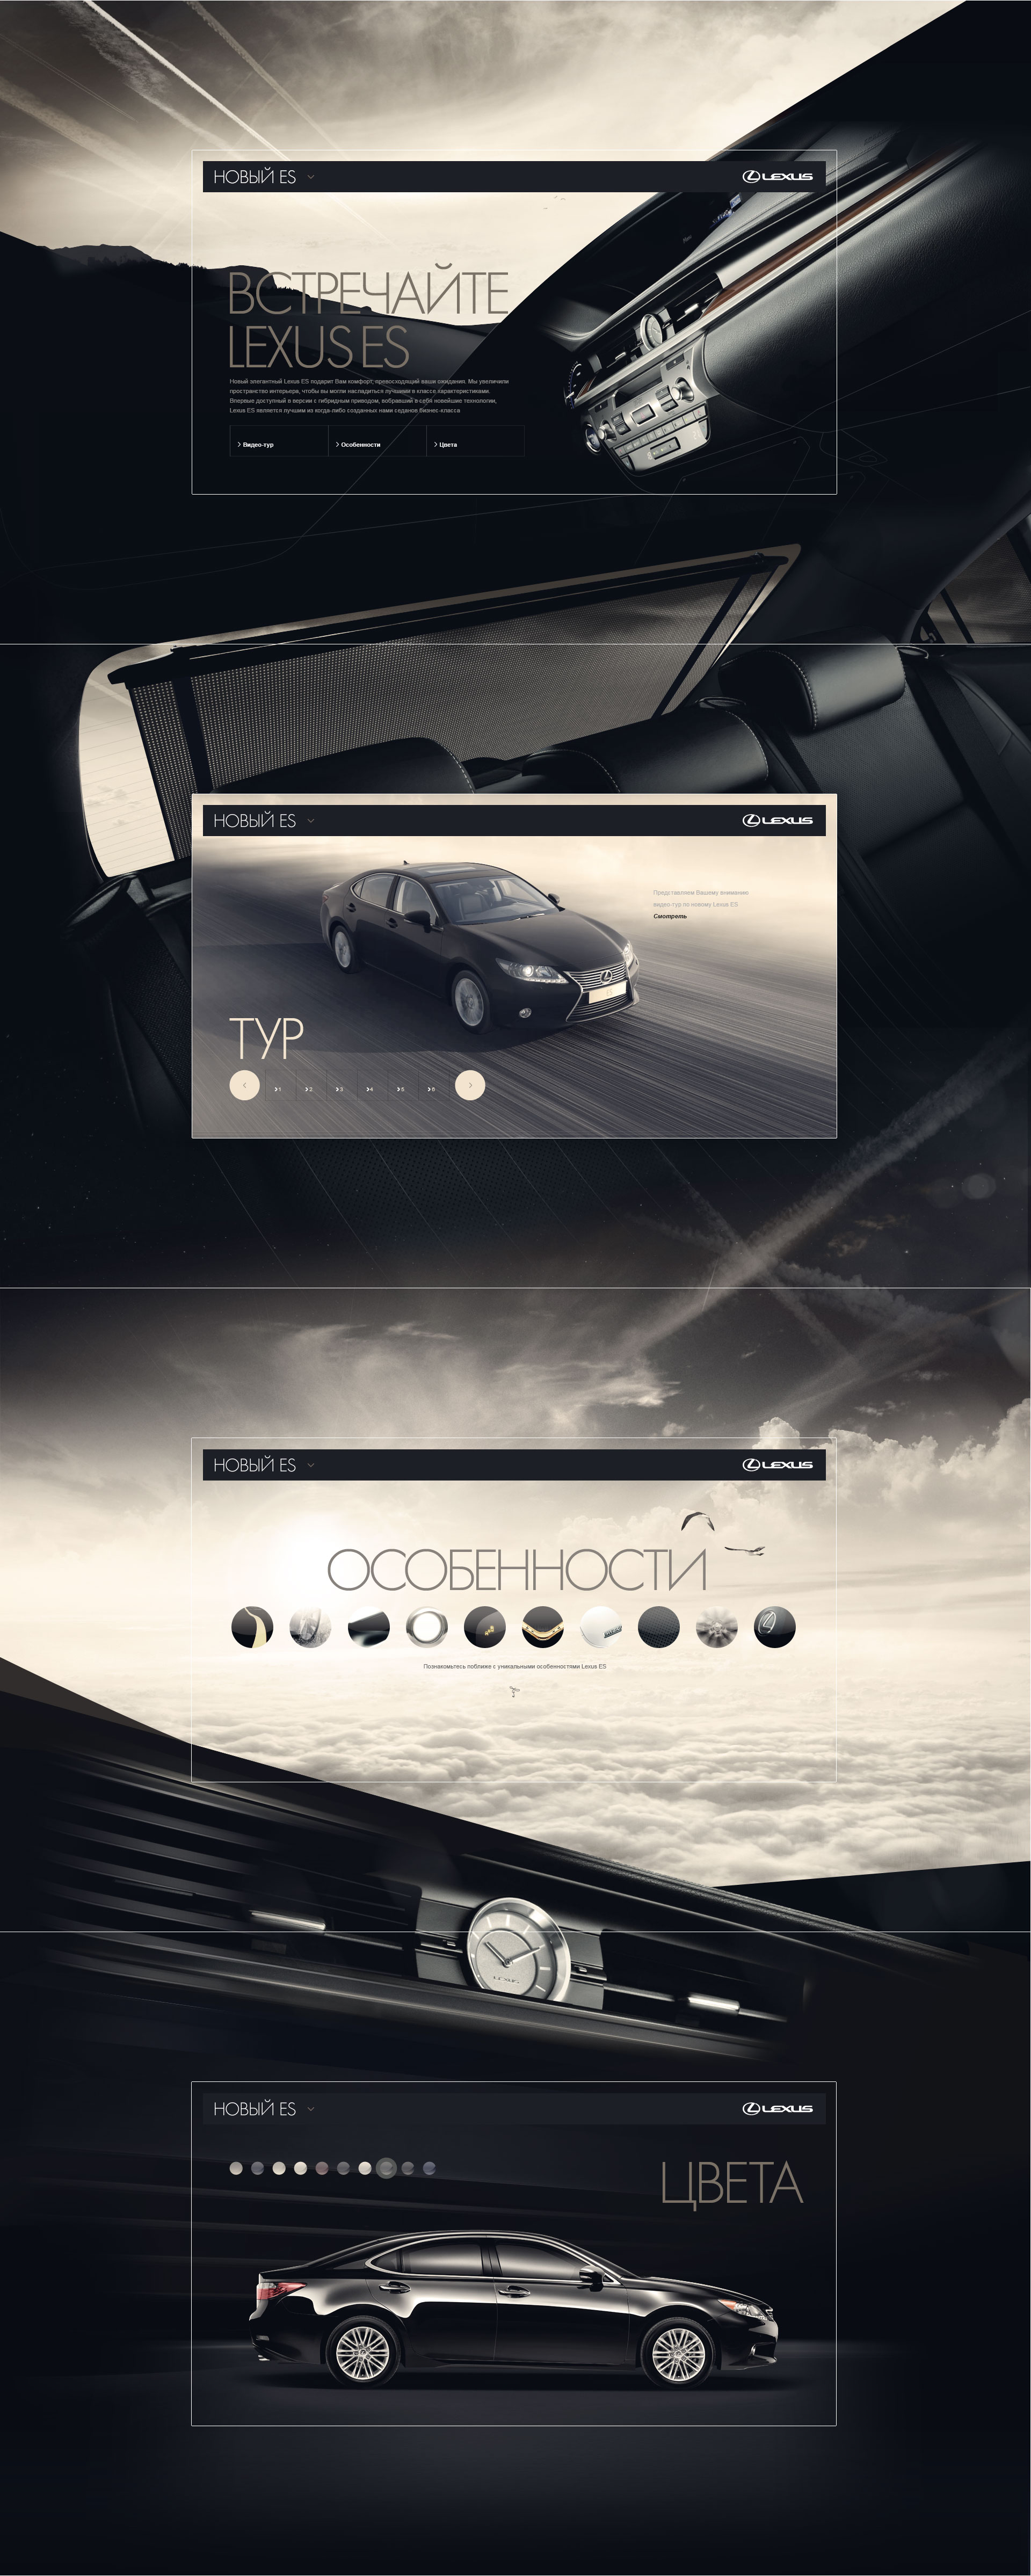 НОВЫЙ ES
LEXUS
ВСТРЕЧАЙТЕ
LEXUS ES
Новый элегантный Lexus ES подарит Вам комфорт, превосходящий ваши ожидания. Мы увеличили
пространство интерьера, чтобы вы могли насладиться лучшими в классе характеристиками.
Впервые доступный в версии с гибридным приводом, вобравший в себя новейшие технологии,
Lexus ES является лучшим из когда-либо созданных нами седанов бизнес-класса
Видео-тур
Особенности
Цвета
НОВЫЙ ES
LEXUS
Представляем Вашему вниманию
видео-тур по новому Lexus ES
Смотреть
ТУР
1 2 3 4 5 6
НОВЫЙ ES
LEXUS
ОСОБЕННОСТИ
Познакомьтесь поближе с уникальными особенностями Lexus ES
LEXUS
НОВЫЙ ES
LEXUS
ЦВЕТА